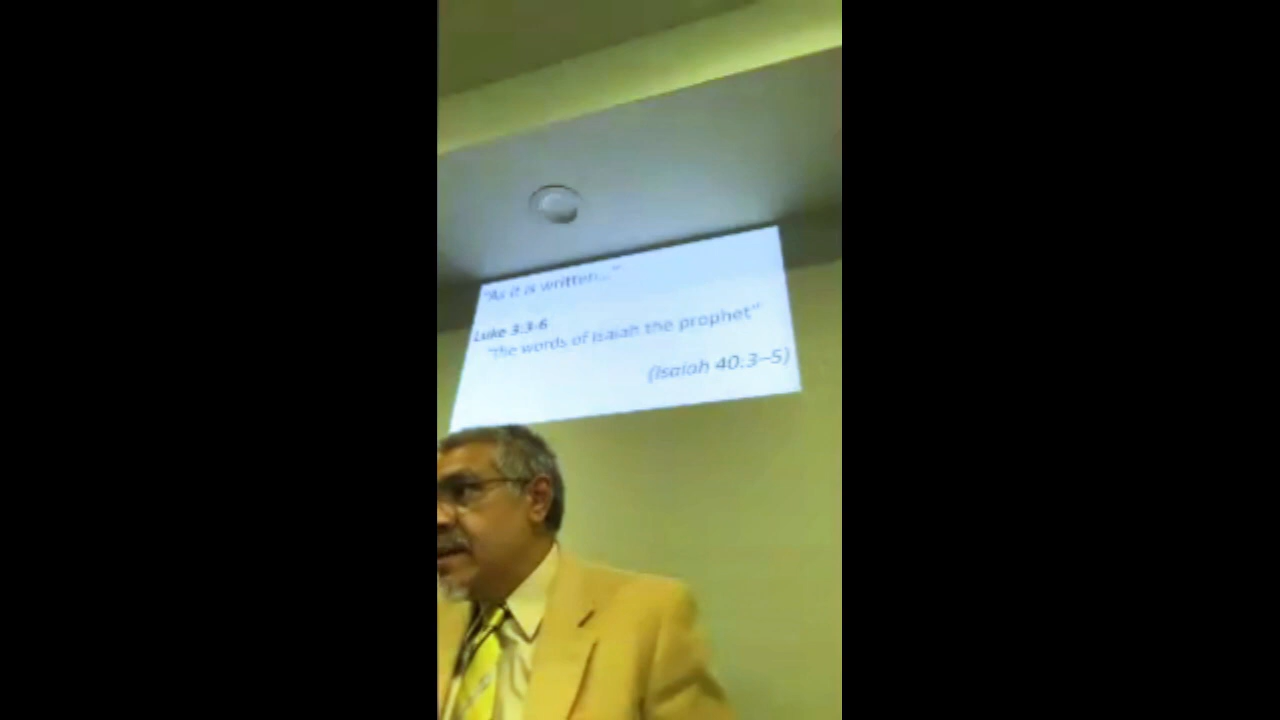 "As it is written..."
Luke 3:3-6
"The words of Isaiah the prophet"
(Isaiah 40:3–5)